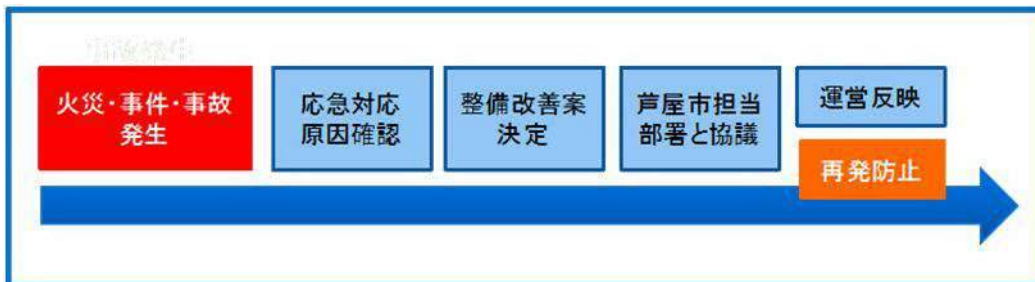 火災・事件・事故
発生
応急対応
原因確認
整備改善案
決定
芦屋市担当
部署と協議
運営反映
再発防止